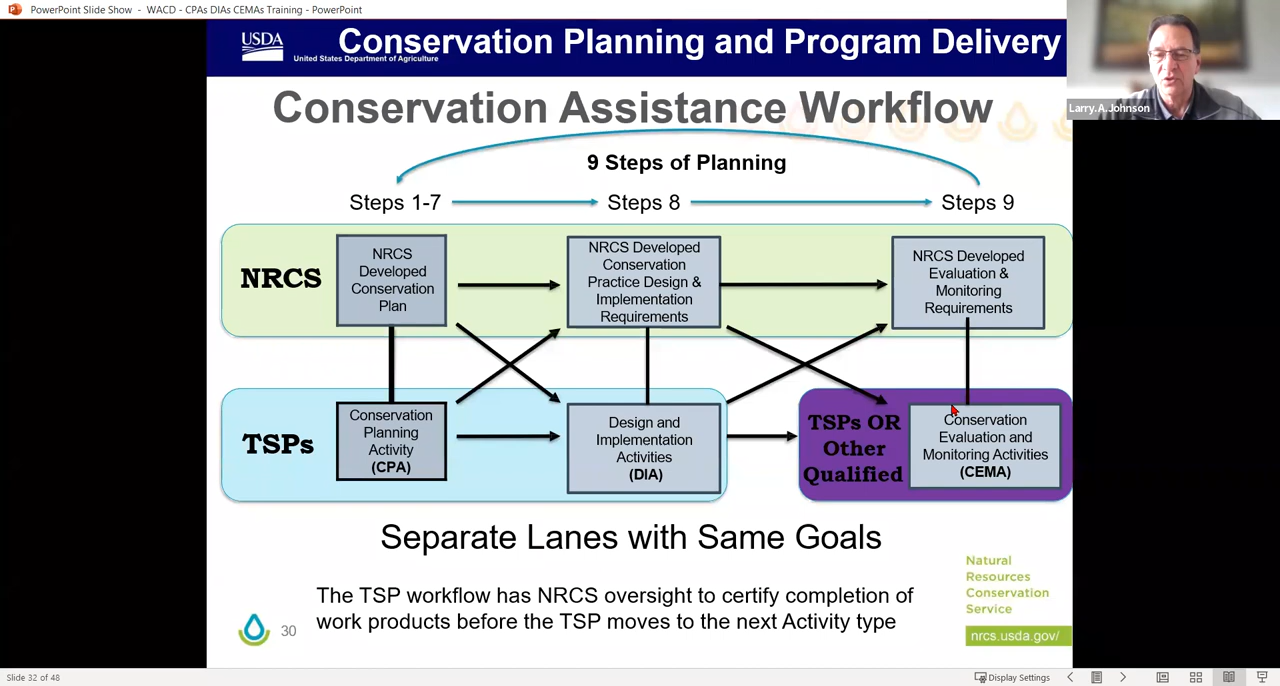 PowerPoint Slide Show - WACD - CPAs DIAs CEMAs Training - PowerPoint
USDA
United States Department of Agriculture
Conservation Planning and Program Delivery
Larry.A.Johnson
Conservation Assistance Workflow
9 Steps of Planning
Steps 1-7
Steps 8
Steps 9
NRCS
NRCS
Developed
Conservation
Plan
NRCS Developed
Conservation
Practice Design &
Implementation
Requirements
NRCS Developed
Evaluation &
Monitoring
Requirements
TSPs
Conservation
Planning
Activity
(CPA)
Design and
Implementation
Activities
(DIA)
TSPs OR
Other
Qualified
Conservation
Evaluation and
Monitoring Activities
(CEMA)
Separate Lanes with Same Goals
The TSP workflow has NRCS oversight to certify completion of
work products before the TSP moves to the next Activity type
30
Natural
Resources
Conservation
Service
nrcs.usda.gov/
Slide 32 of 48
Display Settings